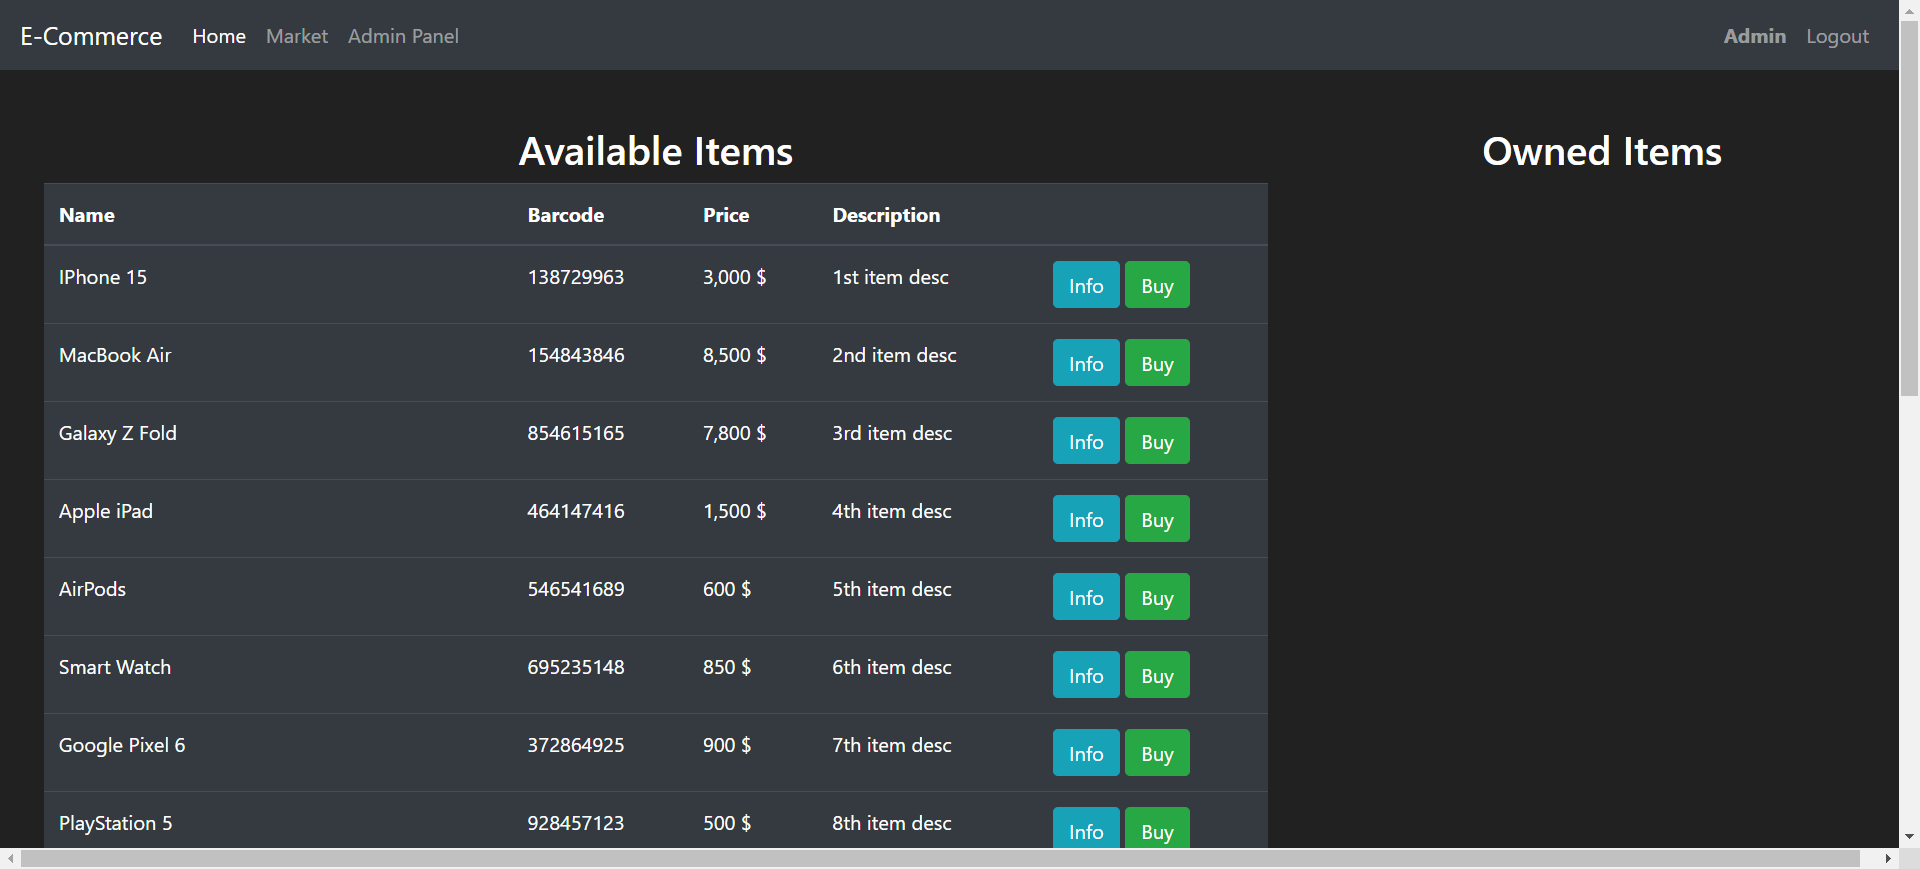 E-Commerce Home Market Admin Panel Admin Logout
Available Items Owned Items
Name Barcode Price Description
IPhone 15 138729963 3,000 $ 1st item desc Info Buy
MacBook Air 154843846 8,500 $ 2nd item desc Info Buy
Galaxy Z Fold 854615165 7,800 $ 3rd item desc Info Buy
Apple iPad 464147416 1,500 $ 4th item desc Info Buy
AirPods 546541689 600 $ 5th item desc Info Buy
Smart Watch 695235148 850 $ 6th item desc Info Buy
Google Pixel 6 372864925 900 $ 7th item desc Info Buy
PlayStation 5 928457123 500 $ 8th item desc Info Buy